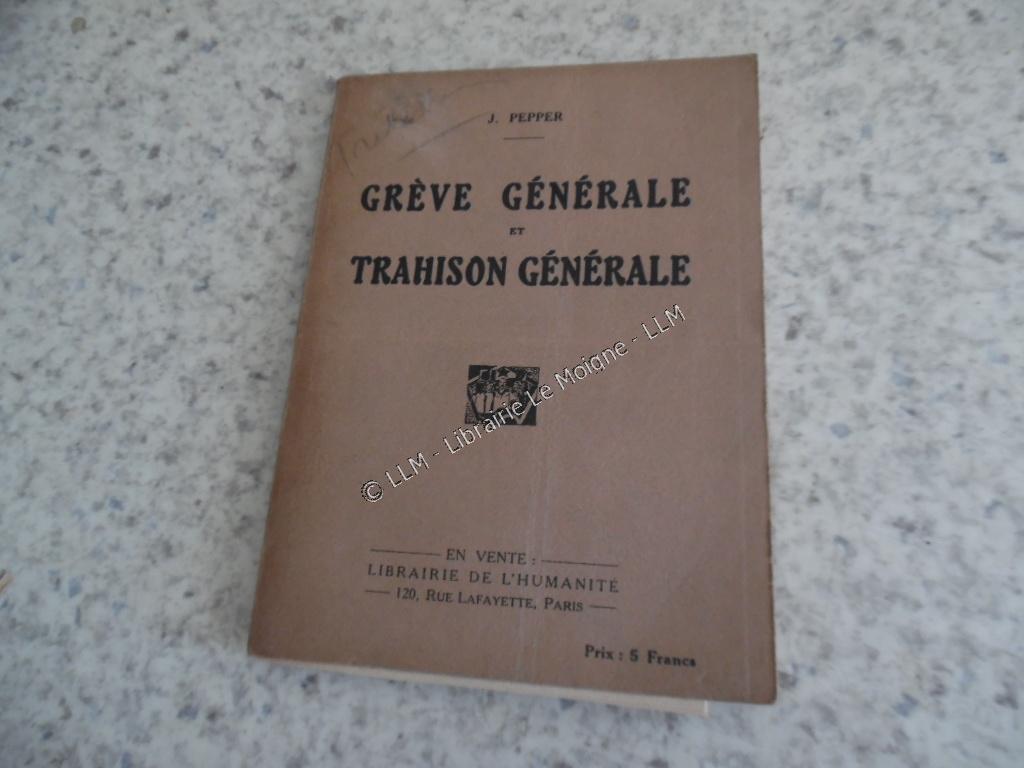 J. PEPPER
GRÈVE GÉNÉRALE
ET
TRAHISON GÉNÉRALE
© LLM - Librairie Le Moigne - LLM
EN VENTE :
LIBRAIRIE DE L'HUMANITÉ
120, RUE LAFAYETTE, PARIS
Prix : 5 Francs